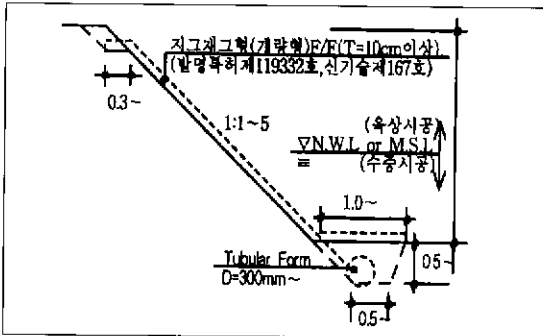 지그재그형(개량형)F/F(T=10cm이상)
(발명특허제119332호,신기술제167호)
0.3~
1:1~5
(육상시공)
▽N.W.L or M.S.L
(수중시공)
1.0~
Tubular Form
D=300mm~
0.5~
0.5~